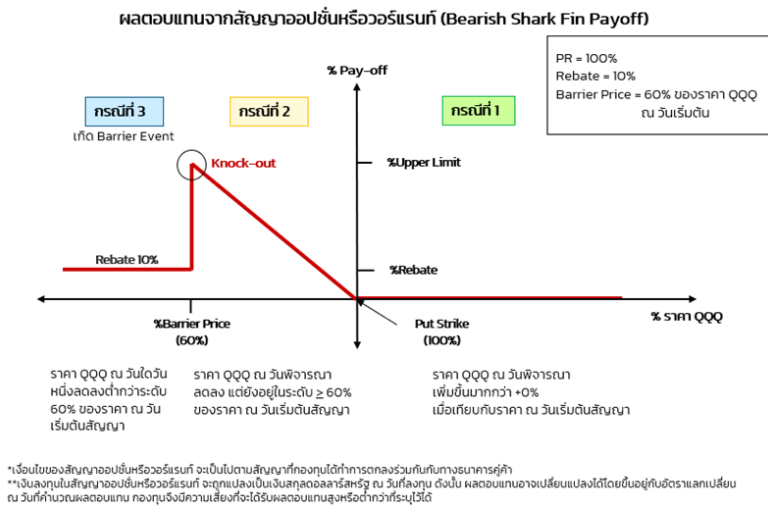 ผลตอบแทนจากสัญญาออปชั่นหรือวอร์แรนท์ (Bearish Shark Fin Payoff)
PR = 100%
Rebate = 10%
Barrier Price = 60% ของราคา QQQ
ณ วันเริ่มต้น
% Pay-off
กรณีที่ 3
กรณีที่ 2
กรณีที่ 1
เกิด Barrier Event
Knock-out
%Upper Limit
Rebate 10%
%Rebate
%Barrier Price
(60%)
Put Strike
(100%)
% ราคา QQQ
ราคา QQQ ณ วันใดวัน
หนึ่งลดลงต่ำกว่าระดับ
60% ของราคา ณ วัน
เริ่มต้นสัญญา
ราคา QQQ ณ วันพิจารณา
ลดลง แต่ยังอยู่ในระดับ ≥ 60%
ของราคา ณ วันเริ่มต้นสัญญา
ราคา QQQ ณ วันพิจารณา
เพิ่มขึ้นมากกว่า +0%
เมื่อเทียบกับราคา ณ วันเริ่มต้นสัญญา
*เงื่อนไขของสัญญาออปชั่นหรือวอร์แรนท์ จะเป็นไปตามสัญญาที่กองทุนได้ทำการตกลงร่วมกันกับทางธนาคารคู่ค้า
**เงินลงทุนในสัญญาออปชั่นหรือวอร์แรนท์ จะถูกแปลงเป็นเงินสกุลดอลลาร์สหรัฐ ณ วันที่ลงทุน ดังนั้น ผลตอบแทนอาจเปลี่ยนแปลงได้โดยขึ้นอยู่กับอัตราแลกเปลี่ยน
ณ วันที่คำนวณผลตอบแทน กองทุนจึงมีความเสี่ยงที่จะได้รับผลตอบแทนสูงหรือต่ำกว่าที่ระบุไว้ได้